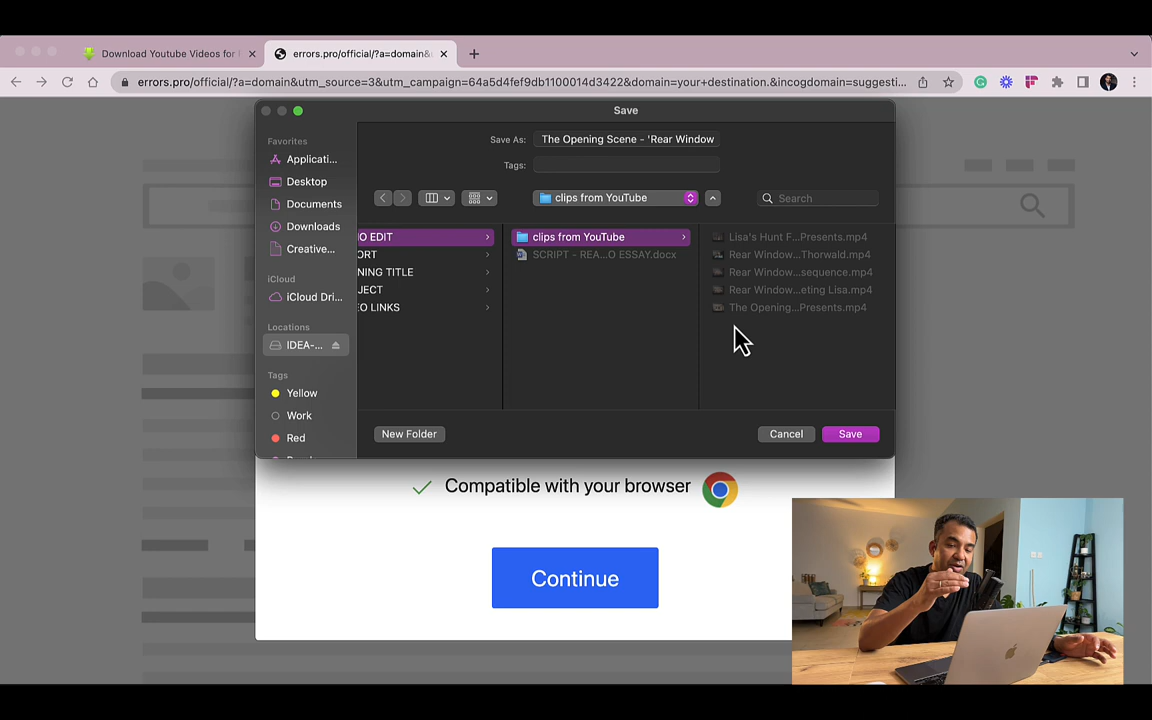 Download Youtube Videos for
errors.pro/official/?a=domain&
errors.pro/official/?a=domain&utm_source=3&utm_campaign=64a5d4fef9db1100014d3422&domain=your+destination.&incogdomain=suggesti...
Save
Favorites
Applicati...
Desktop
Documents
Downloads
Creative...
iCloud
iCloud Dri...
Locations
IDEA-...
Tags
Yellow
Work
Red
Save As: The Opening Scene - 'Rear Window
Tags:
clips from YouTube
Search
O EDIT
ORT
NING TITLE
JECT
EO LINKS
clips from YouTube
SCRIPT - REA...O ESSAY.docx
Lisa's Hunt F...Presents.mp4
Rear Window...Thorwald.mp4
Rear Window...sequence.mp4
Rear Window...eting Lisa.mp4
The Opening...Presents.mp4
New Folder
Cancel
Save
Compatible with your browser
Continue